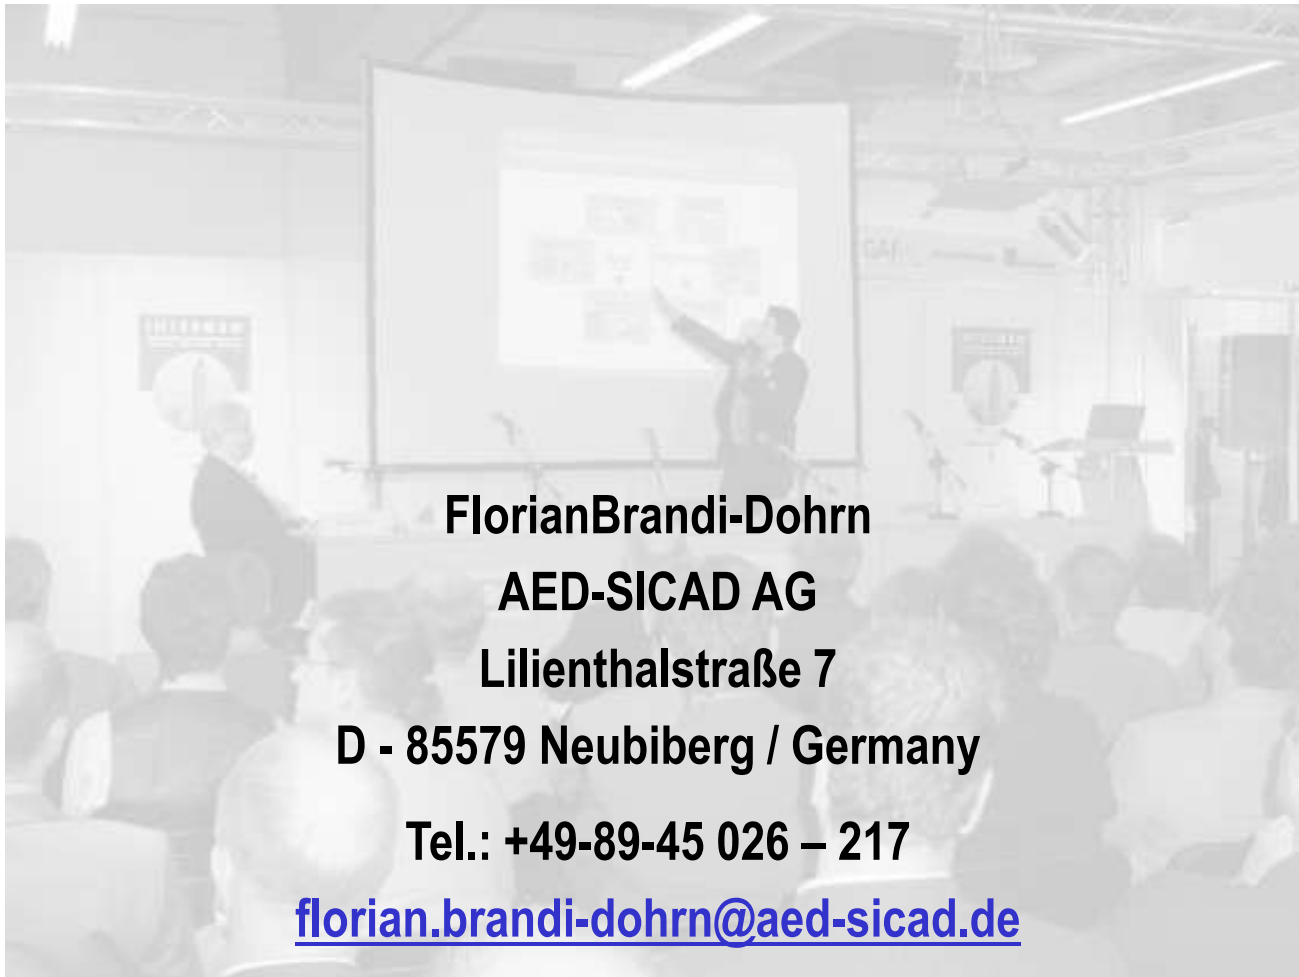 FlorianBrandi-Dohrn
AED-SICAD AG
Lilienthalstraße 7
D - 85579 Neubiberg / Germany
Tel.: +49-89-45 026 – 217
florian.brandi-dohrn@aed-sicad.de